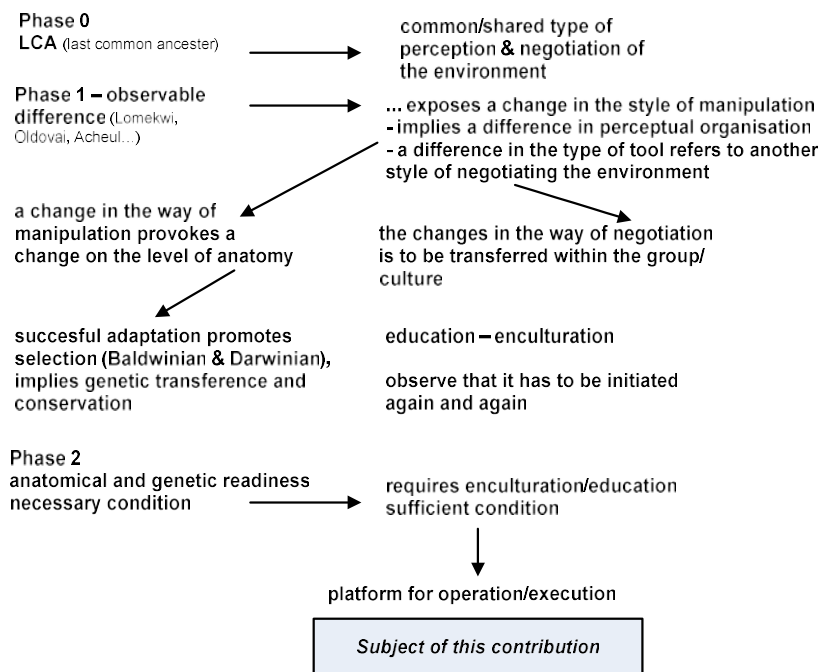 Phase 0
LCA (last common ancester)
common/shared type of
perception & negotiation of
the environment
Phase 1 – observable
difference (Lomekwi,
Oldovai, Acheul...)
... exposes a change in the style of manipulation
- implies a difference in perceptual organisation
- a difference in the type of tool refers to another
style of negotiating the environment
a change in the way of
manipulation provokes a
change on the level of anatomy
the changes in the way of negotiation
is to be transferred within the group/
culture
succesful adaptation promotes
selection (Baldwinian & Darwinian),
implies genetic transference and
conservation
education – enculturation
observe that it has to be initiated
again and again
Phase 2
anatomical and genetic readiness
necessary condition
requires enculturation/education
sufficient condition
platform for operation/execution
Subject of this contribution